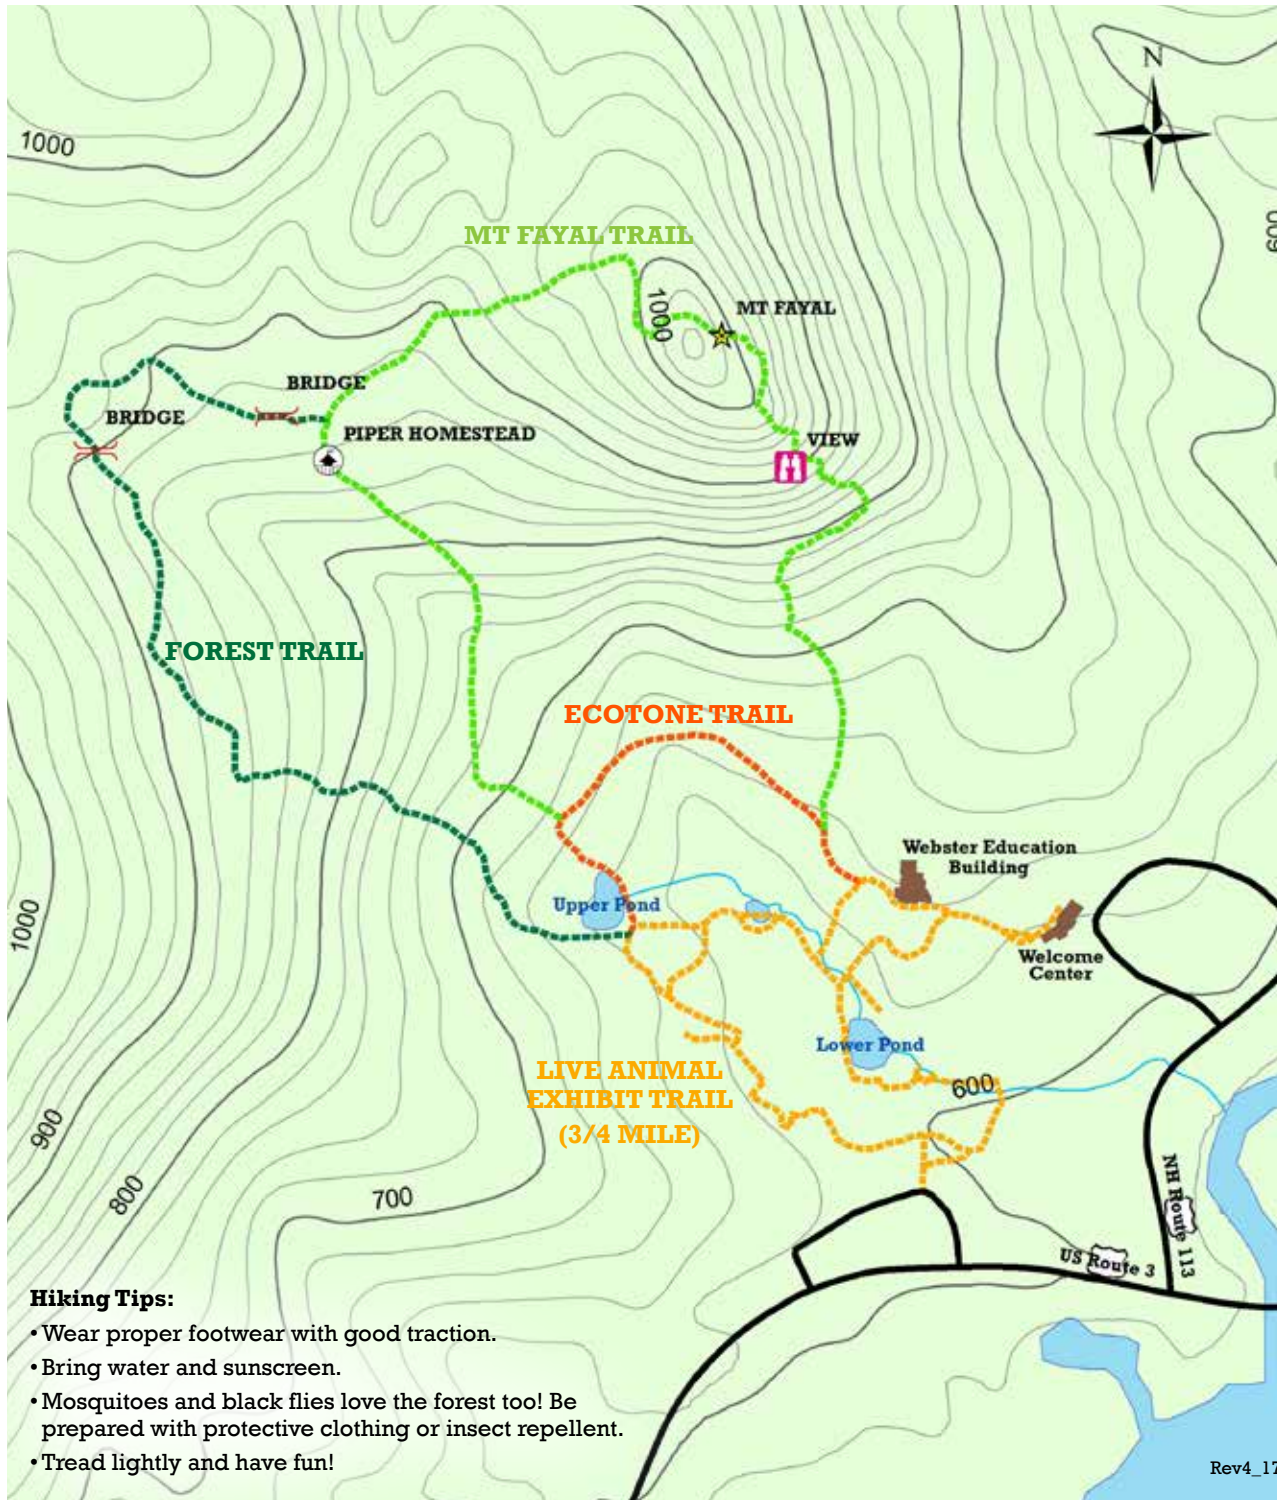 N
1000
600
MT FAYAL TRAIL
1000
MT FAYAL
BRIDGE
BRIDGE
PIPER HOMESTEAD
VIEW
FOREST TRAIL
ECOTONE TRAIL
Webster Education
Building
Upper Pond
Welcome
Center
1000
Lower Pond
LIVE ANIMAL
EXHIBIT TRAIL
(3/4 MILE)
600
900
800
700
NH Route 113
US Route 3
Hiking Tips:
• Wear proper footwear with good traction.
• Bring water and sunscreen.
• Mosquitoes and black flies love the forest too! Be
prepared with protective clothing or insect repellent.
• Tread lightly and have fun!
Rev4_17